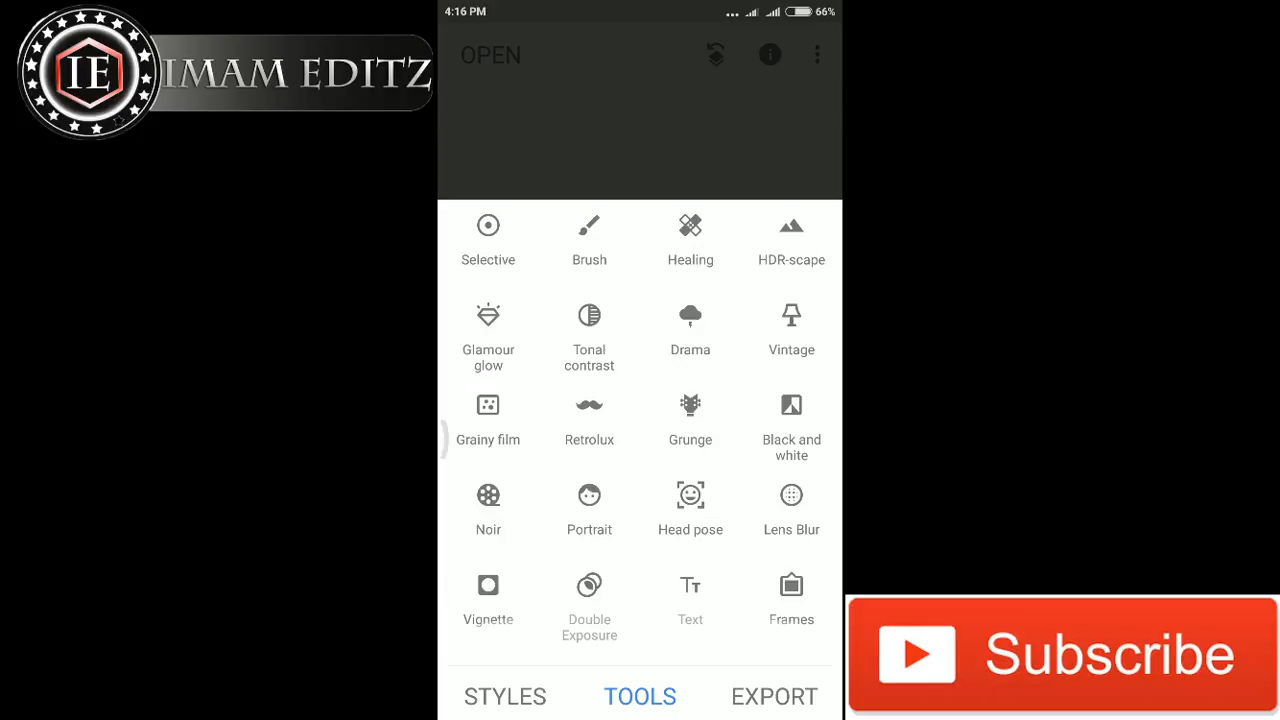 4:16 PM
66%
IE IMAM EDITZ
OPEN
Selective
Brush
Healing
HDR-scape
Glamour
glow
Tonal
contrast
Drama
Vintage
Grainy film
Retrolux
Grunge
Black and
white
Noir
Portrait
Head pose
Lens Blur
Vignette
Double
Exposure
Tт
Text
Frames
STYLES
TOOLS
EXPORT
Subscribe